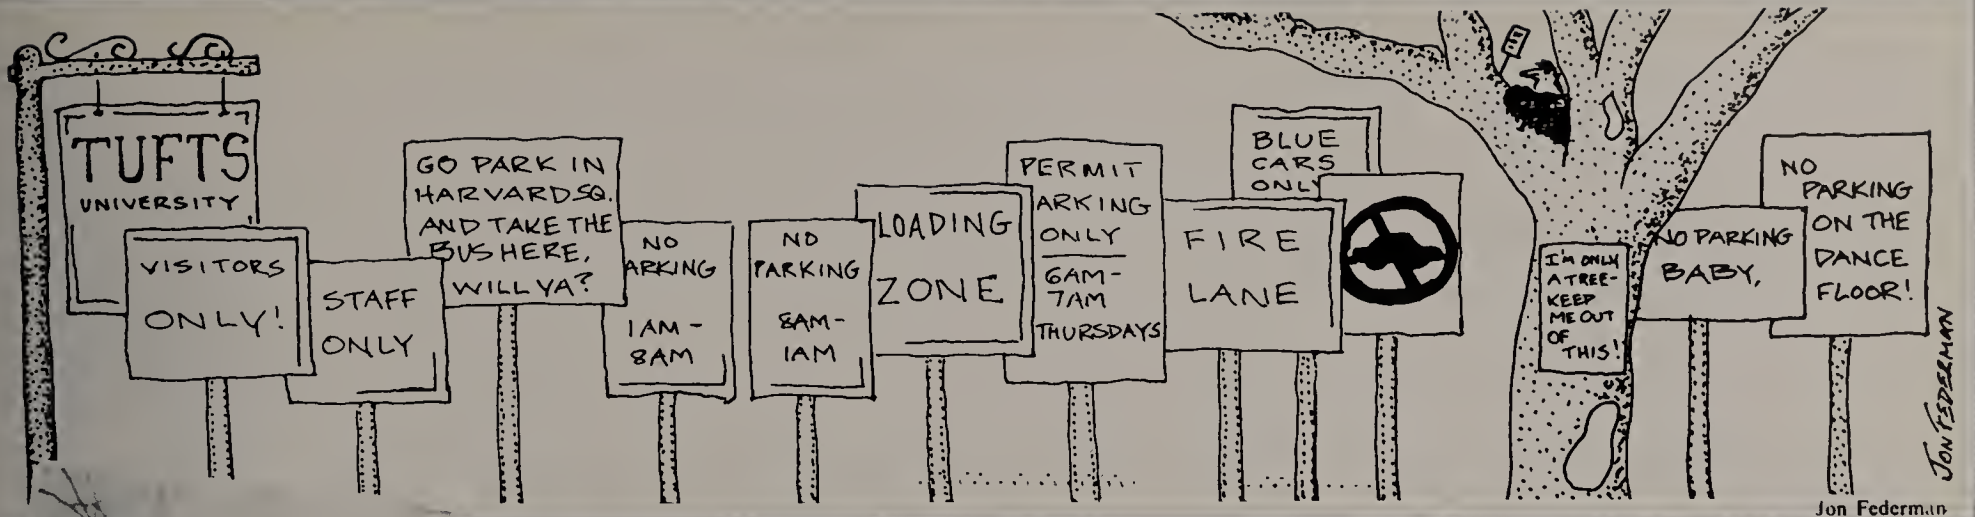 TUFTS
UNIVERSITY
VISITORS
ONLY!
STAFF
ONLY
GO PARK IN
HARVARD SQ.
AND TAKE THE
BUS HERE,
WILL YA?
NO
ARKING
1AM -
8AM
NO
PARKING
8AM-
1AM
LOADING
ZONE
PERMIT
ARKING
ONLY
6AM-
7AM
THURSDAYS
FIRE
LANE
BLUE
CARS
ONLY
I'M ONLY
A TREE-
KEEP
ME OUT
OF
THIS!
NO PARKING
BABY,
NO
PARKING
ON THE
DANCE
FLOOR!
JON FEDERMAN
Jon Federman